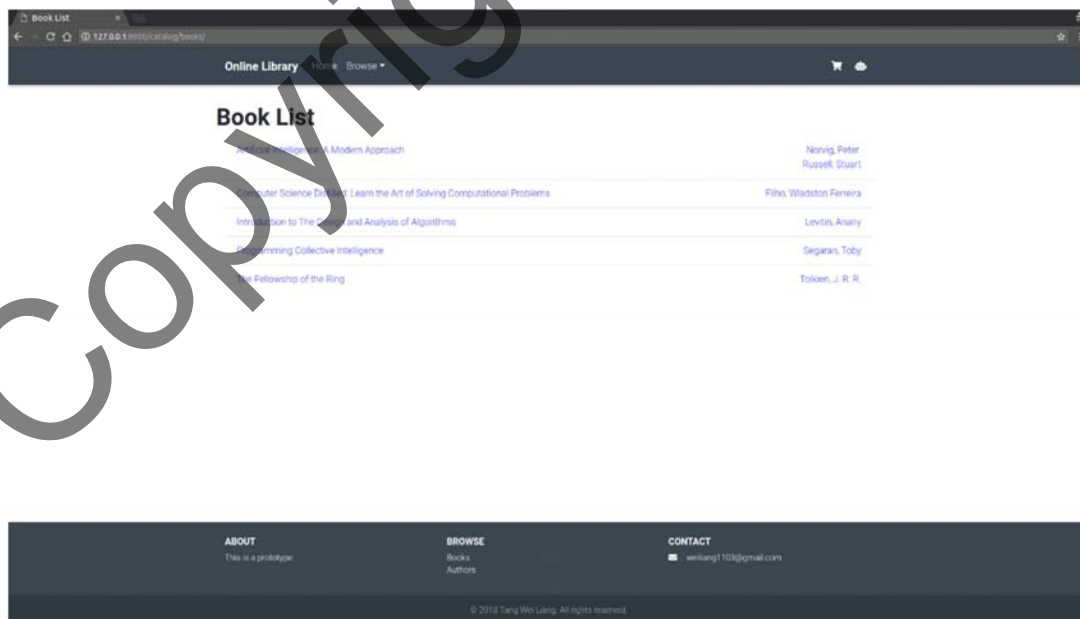 Book List
127.0.0.1:8000/catalog/books/
Online Library Home Browse
Book List
Artificial Intelligence: A Modern Approach Norvig, Peter
Russell, Stuart
Computer Science Distilled: Learn the Art of Solving Computational Problems Filho, Wladston Ferreira
Introduction to The Design and Analysis of Algorithms Levitin, Anany
Programming Collective Intelligence Segaran, Toby
The Fellowship of the Ring Tolkien, J. R. R.
ABOUT BROWSE CONTACT
This is a prototype Books weiliang1103@gmail.com
Authors
© 2018 Tang Wei Liang. All rights reserved.
Copyrig